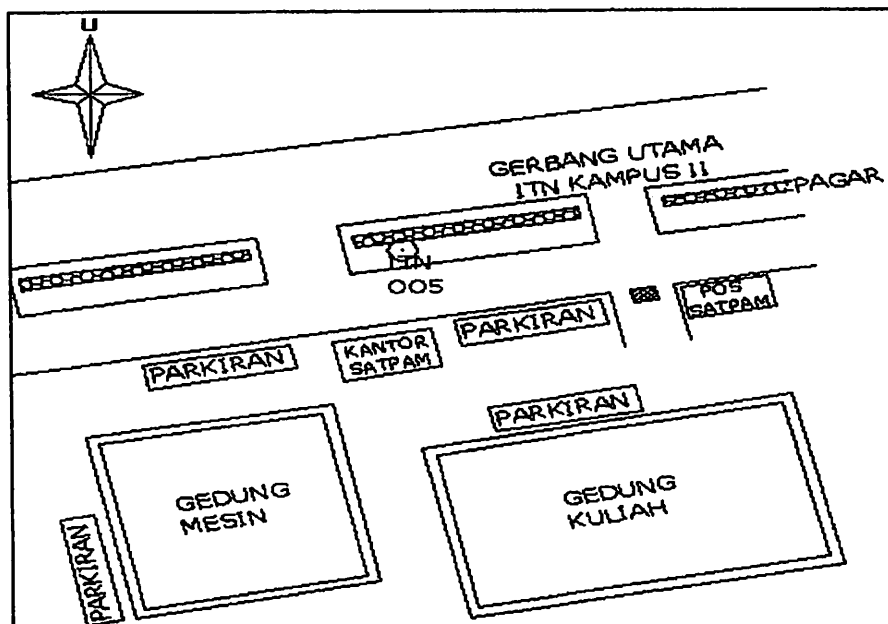 U
GERBANG UTAMA
ITN KAMPUS II
PAGAR
ITN
005
POS
SATPAM
PARKIRAN
KANTOR
SATPAM
PARKIRAN
PARKIRAN
GEDUNG
MESIN
GEDUNG
KULIAH
PARKIRAN